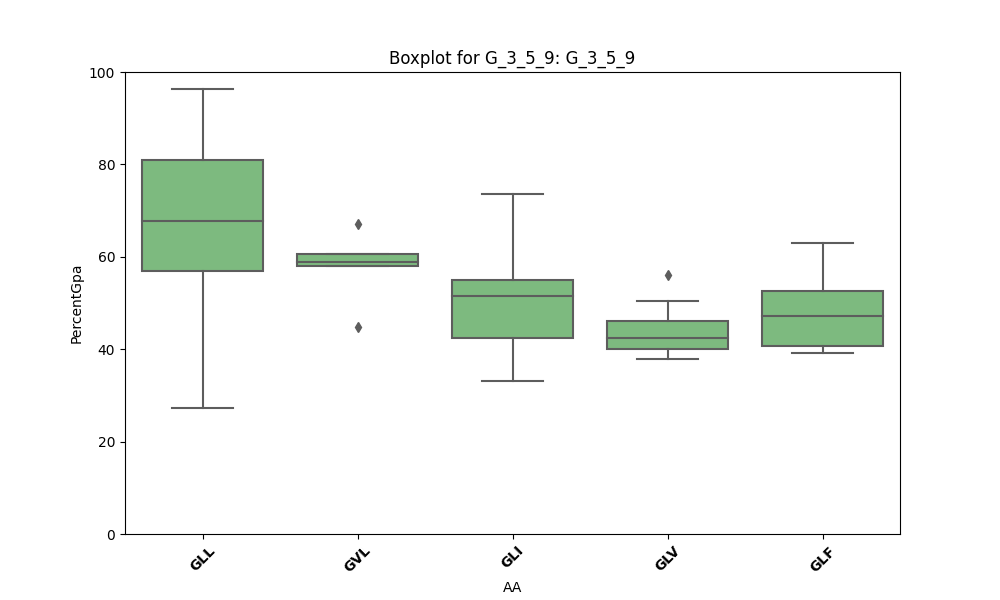 Boxplot for G_3_5_9: G_3_5_9
100
80
60
40
20
0
PercentGpa
GLL
GVL
GLI
GLV
GLF
AA